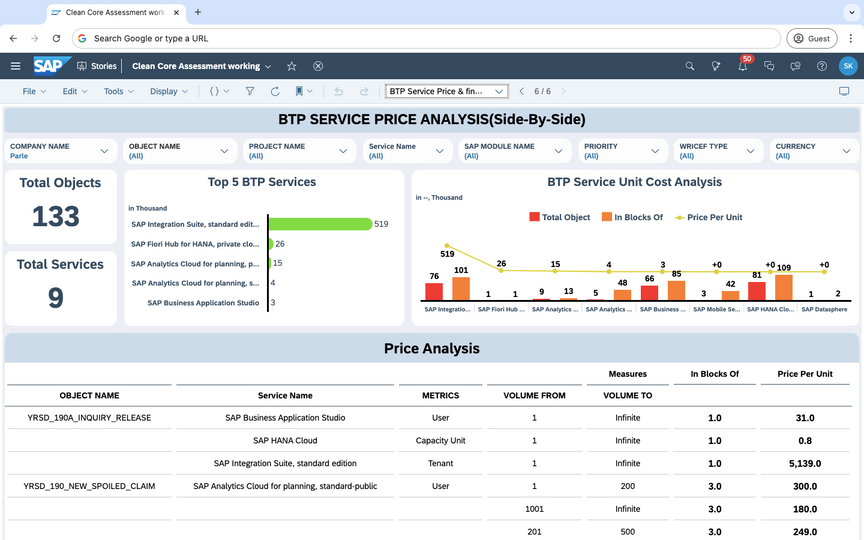 Clean Core Assessment work
Search Google or type a URL
Guest
SAP
Stories
Clean Core Assessment working
50
SK
File
Edit
Tools
Display
BTP Service Price & fin...
6 / 6
BTP SERVICE PRICE ANALYSIS(Side-By-Side)
COMPANY NAME
Parle
OBJECT NAME
(All)
PROJECT NAME
(All)
Service Name
(All)
SAP MODULE NAME
(All)
PRIORITY
(All)
WRICEF TYPE
(All)
CURRENCY
(All)
Total Objects
133
Total Services
9
Top 5 BTP Services
in Thousand
SAP Integration Suite, standard edit... 519
SAP Fiori Hub for HANA, private clo... 26
SAP Analytics Cloud for planning, p... 15
SAP Analytics Cloud for planning, s... 4
SAP Business Application Studio 3
BTP Service Unit Cost Analysis
in --, Thousand
Total Object In Blocks Of Price Per Unit
519 26 15 4 3 +0 +0 +0
76 101 1 1 9 13 5 48 66 85 3 42 81 109 1 2
SAP Integratio... SAP Fiori Hub ... SAP Analytics ... SAP Analytics ... SAP Business ... SAP Mobile Se... SAP HANA Clo... SAP Datasphere
Price Analysis
Measures In Blocks Of Price Per Unit
OBJECT NAME Service Name METRICS VOLUME FROM VOLUME TO
YRSD_190A_INQUIRY_RELEASE SAP Business Application Studio User 1 Infinite 1.0 31.0
SAP HANA Cloud Capacity Unit 1 Infinite 1.0 0.8
SAP Integration Suite, standard edition Tenant 1 Infinite 1.0 5,139.0
YRSD_190_NEW_SPOILED_CLAIM SAP Analytics Cloud for planning, standard-public User 1 200 3.0 300.0
1001 Infinite 3.0 180.0
201 500 3.0 249.0